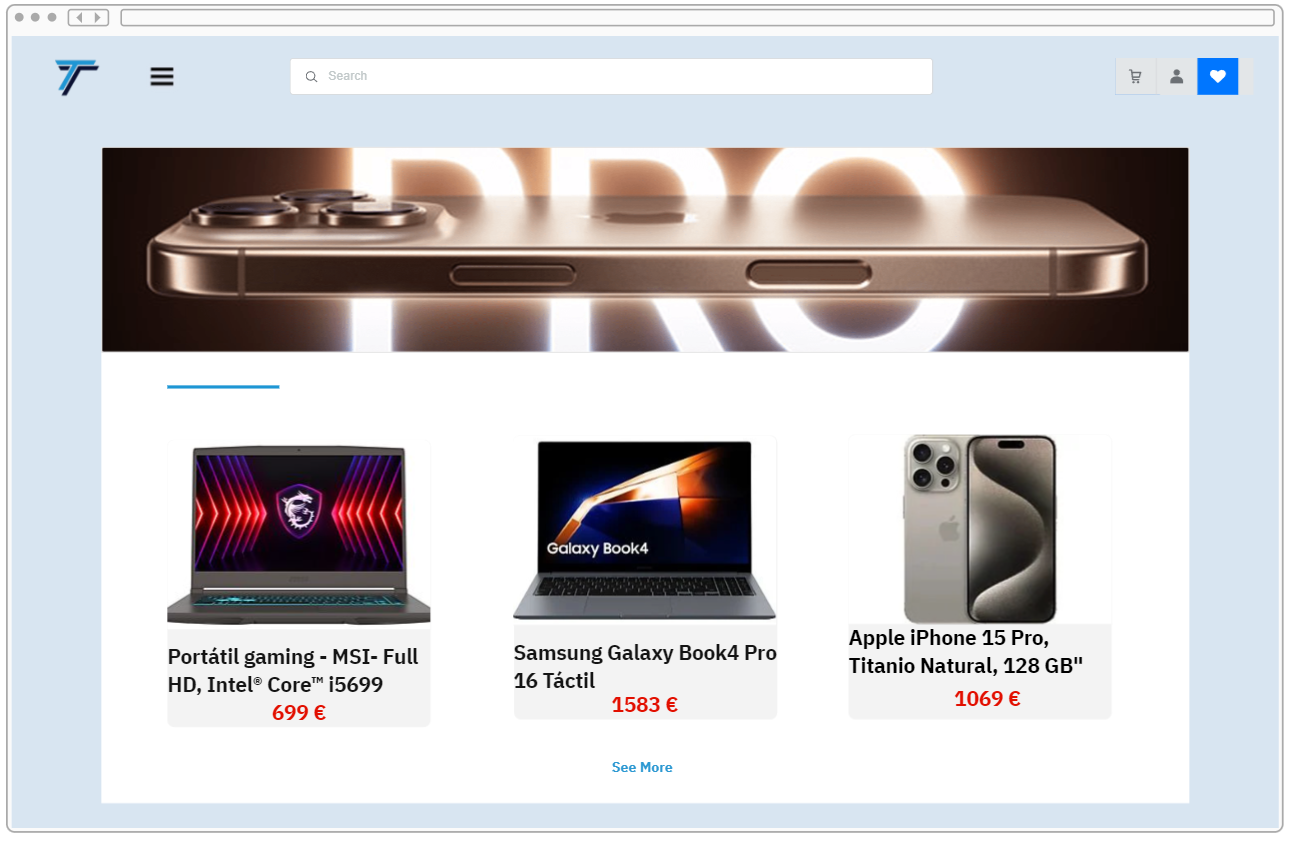 Search
PRO
Galaxy Book4
Portátil gaming - MSI- Full
HD, Intel® Core™ i5699
699 €
Samsung Galaxy Book4 Pro
16 Táctil
1583 €
Apple iPhone 15 Pro,
Titanio Natural, 128 GB"
1069 €
See More